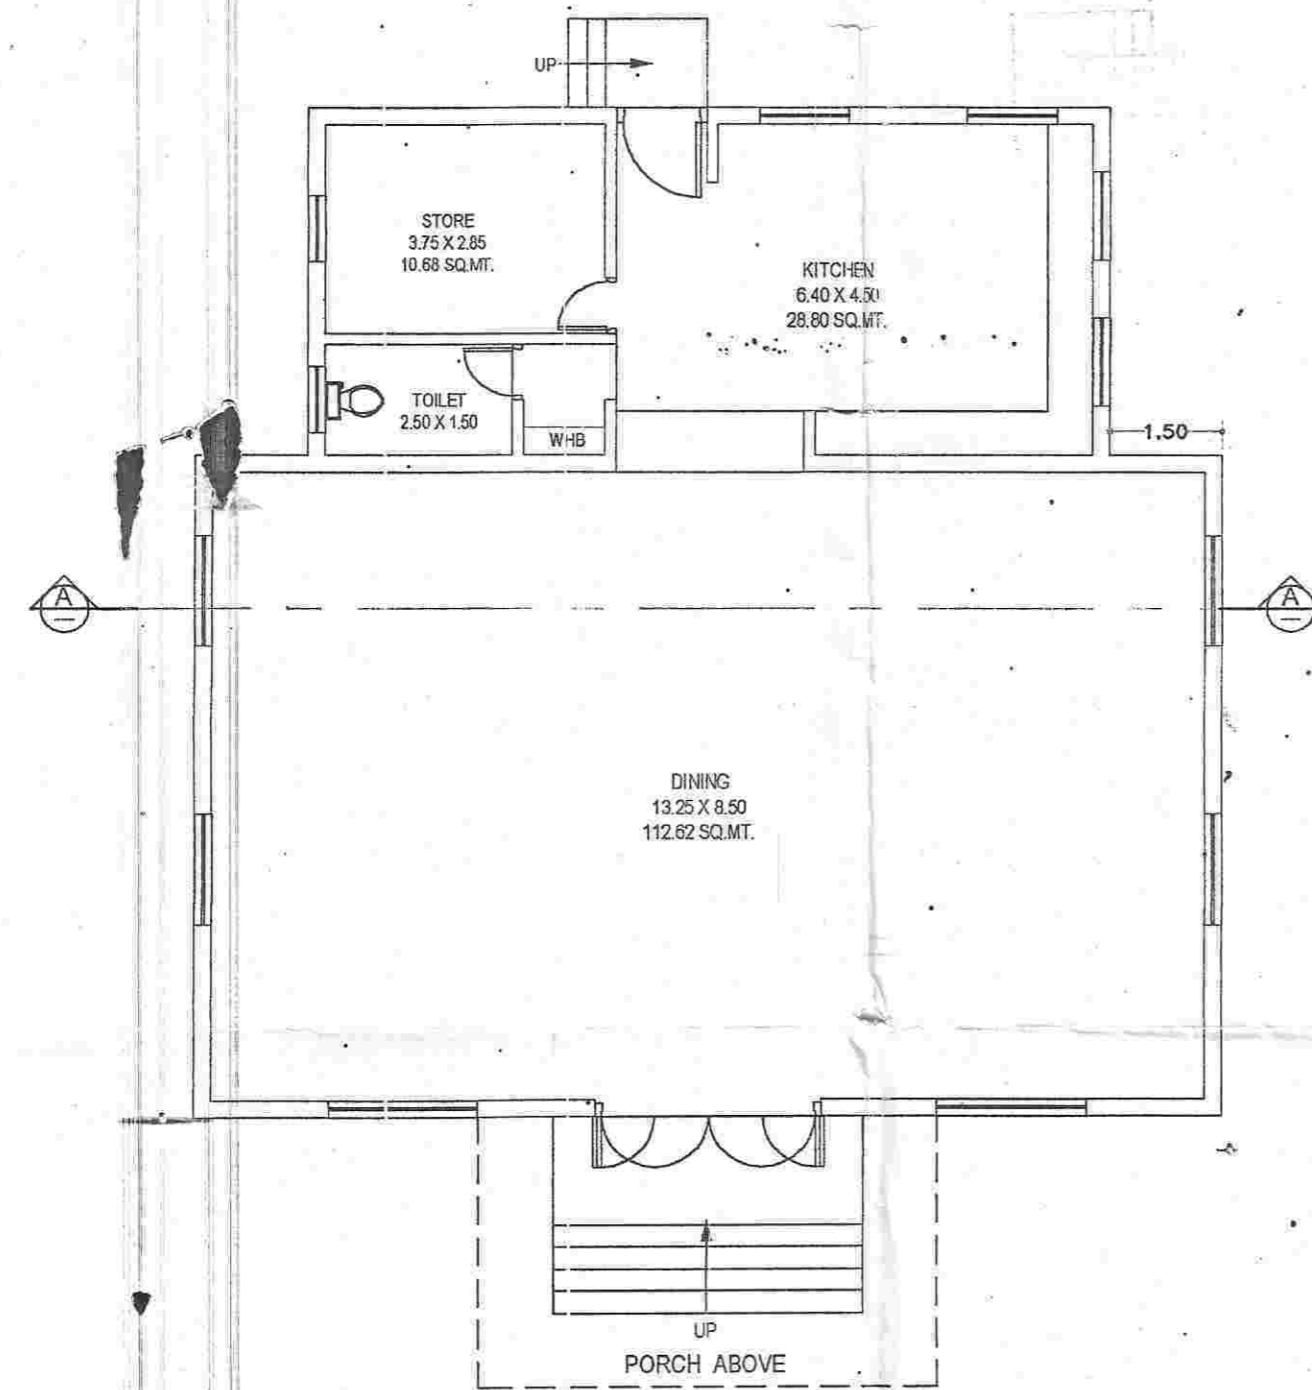 UP
STORE
3.75 X 2.85
10.68 SQ.MT.
KITCHEN
6.40 X 4.50
28.80 SQ.MT.
TOILET
2.50 X 1.50
WHB
1.50
A
A
DINING
13.25 X 8.50
112.62 SQ.MT.
UP
PORCH ABOVE